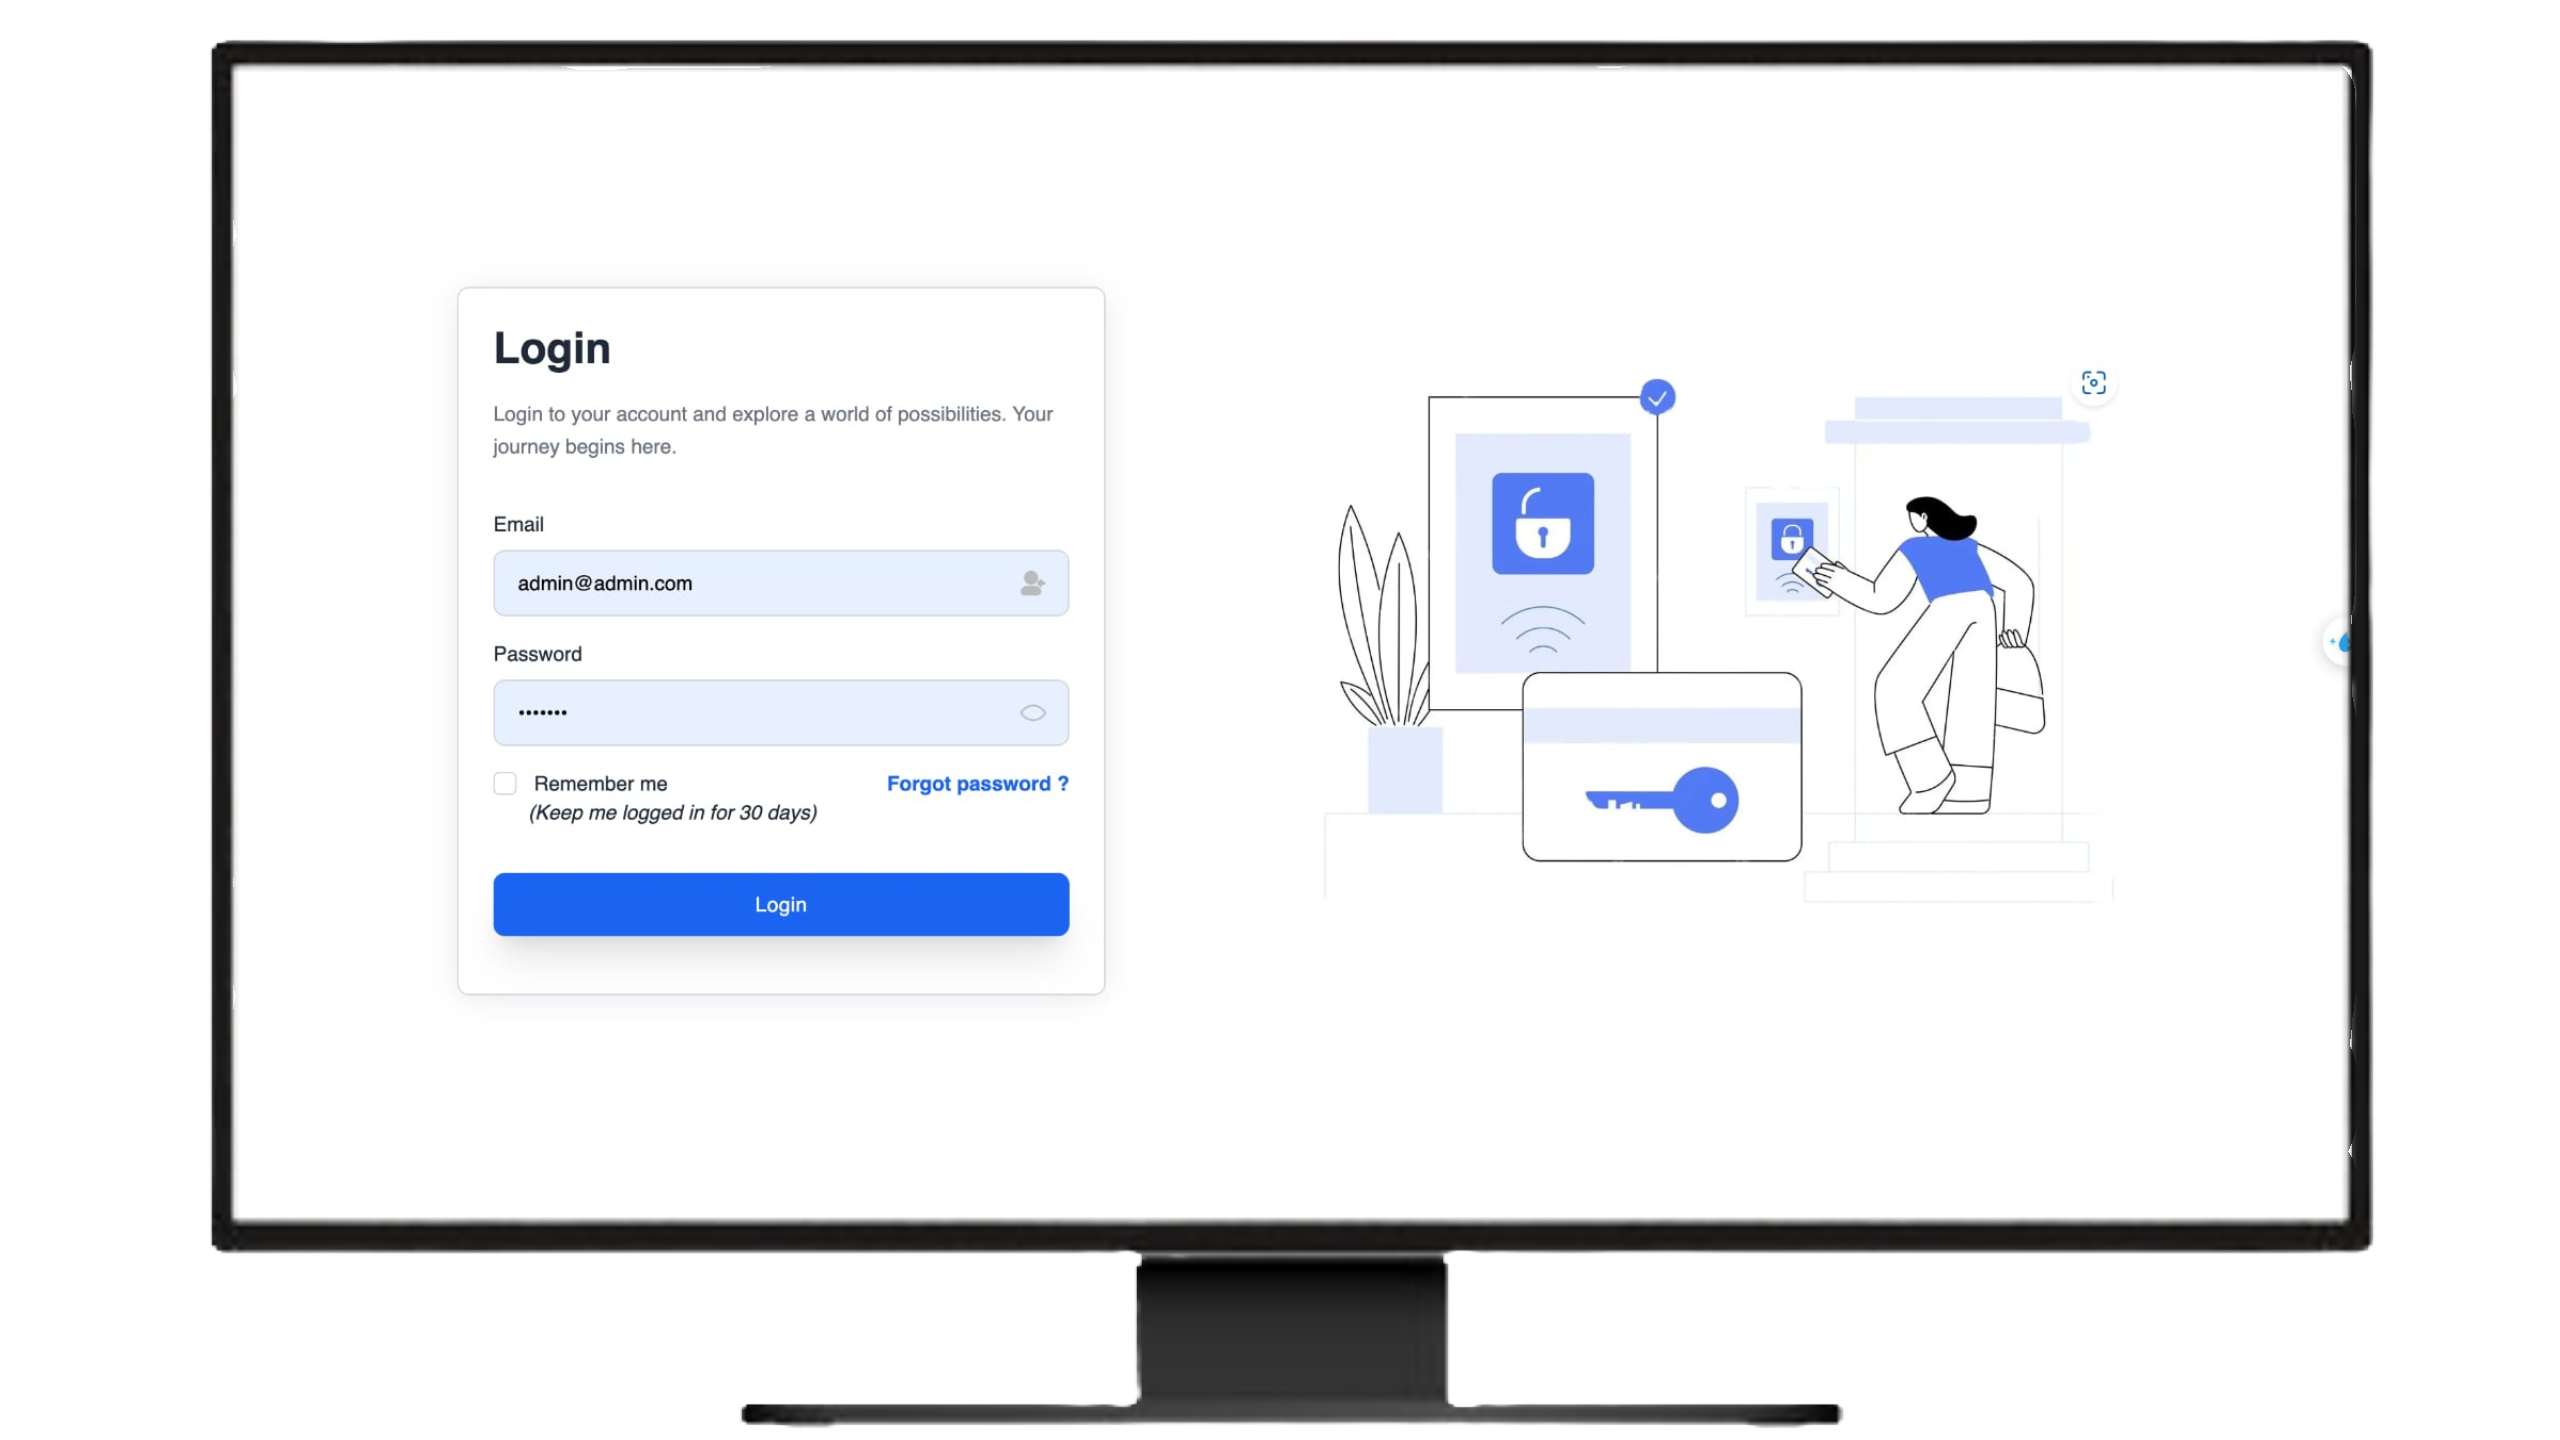 Login
Login to your account and explore a world of possibilities. Your
journey begins here.
Email
admin@admin.com
Password
•••••••
Remember me
Forgot password ?
(Keep me logged in for 30 days)
Login